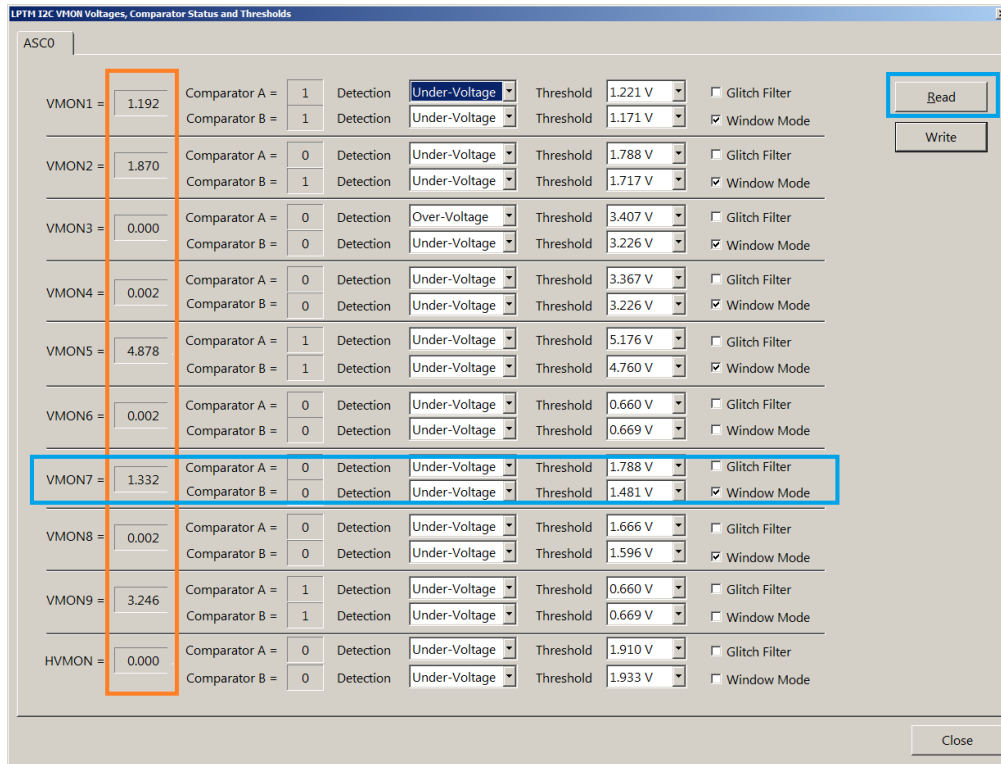 LPTM I2C VMON Voltages, Comparator Status and Thresholds
ASC0
VMON1 = 1.192 Comparator A = 1 Detection Under-Voltage Threshold 1.221 V Glitch Filter
Comparator B = 1 Detection Under-Voltage Threshold 1.171 V Window Mode
Read
Write
VMON2 = 1.870 Comparator A = 0 Detection Under-Voltage Threshold 1.788 V Glitch Filter
Comparator B = 1 Detection Under-Voltage Threshold 1.717 V Window Mode
VMON3 = 0.000 Comparator A = 0 Detection Over-Voltage Threshold 3.407 V Glitch Filter
Comparator B = 0 Detection Under-Voltage Threshold 3.226 V Window Mode
VMON4 = 0.002 Comparator A = 0 Detection Under-Voltage Threshold 3.367 V Glitch Filter
Comparator B = 0 Detection Under-Voltage Threshold 3.226 V Window Mode
VMON5 = 4.878 Comparator A = 1 Detection Under-Voltage Threshold 5.176 V Glitch Filter
Comparator B = 1 Detection Under-Voltage Threshold 4.760 V Window Mode
VMON6 = 0.002 Comparator A = 0 Detection Under-Voltage Threshold 0.660 V Glitch Filter
Comparator B = 0 Detection Under-Voltage Threshold 0.669 V Window Mode
VMON7 = 1.332 Comparator A = 0 Detection Under-Voltage Threshold 1.788 V Glitch Filter
Comparator B = 0 Detection Under-Voltage Threshold 1.481 V Window Mode
VMON8 = 0.002 Comparator A = 0 Detection Under-Voltage Threshold 1.666 V Glitch Filter
Comparator B = 0 Detection Under-Voltage Threshold 1.596 V Window Mode
VMON9 = 3.246 Comparator A = 1 Detection Under-Voltage Threshold 0.660 V Glitch Filter
Comparator B = 1 Detection Under-Voltage Threshold 0.669 V Window Mode
HVMON = 0.000 Comparator A = 0 Detection Under-Voltage Threshold 1.910 V Glitch Filter
Comparator B = 0 Detection Under-Voltage Threshold 1.933 V Window Mode
Close